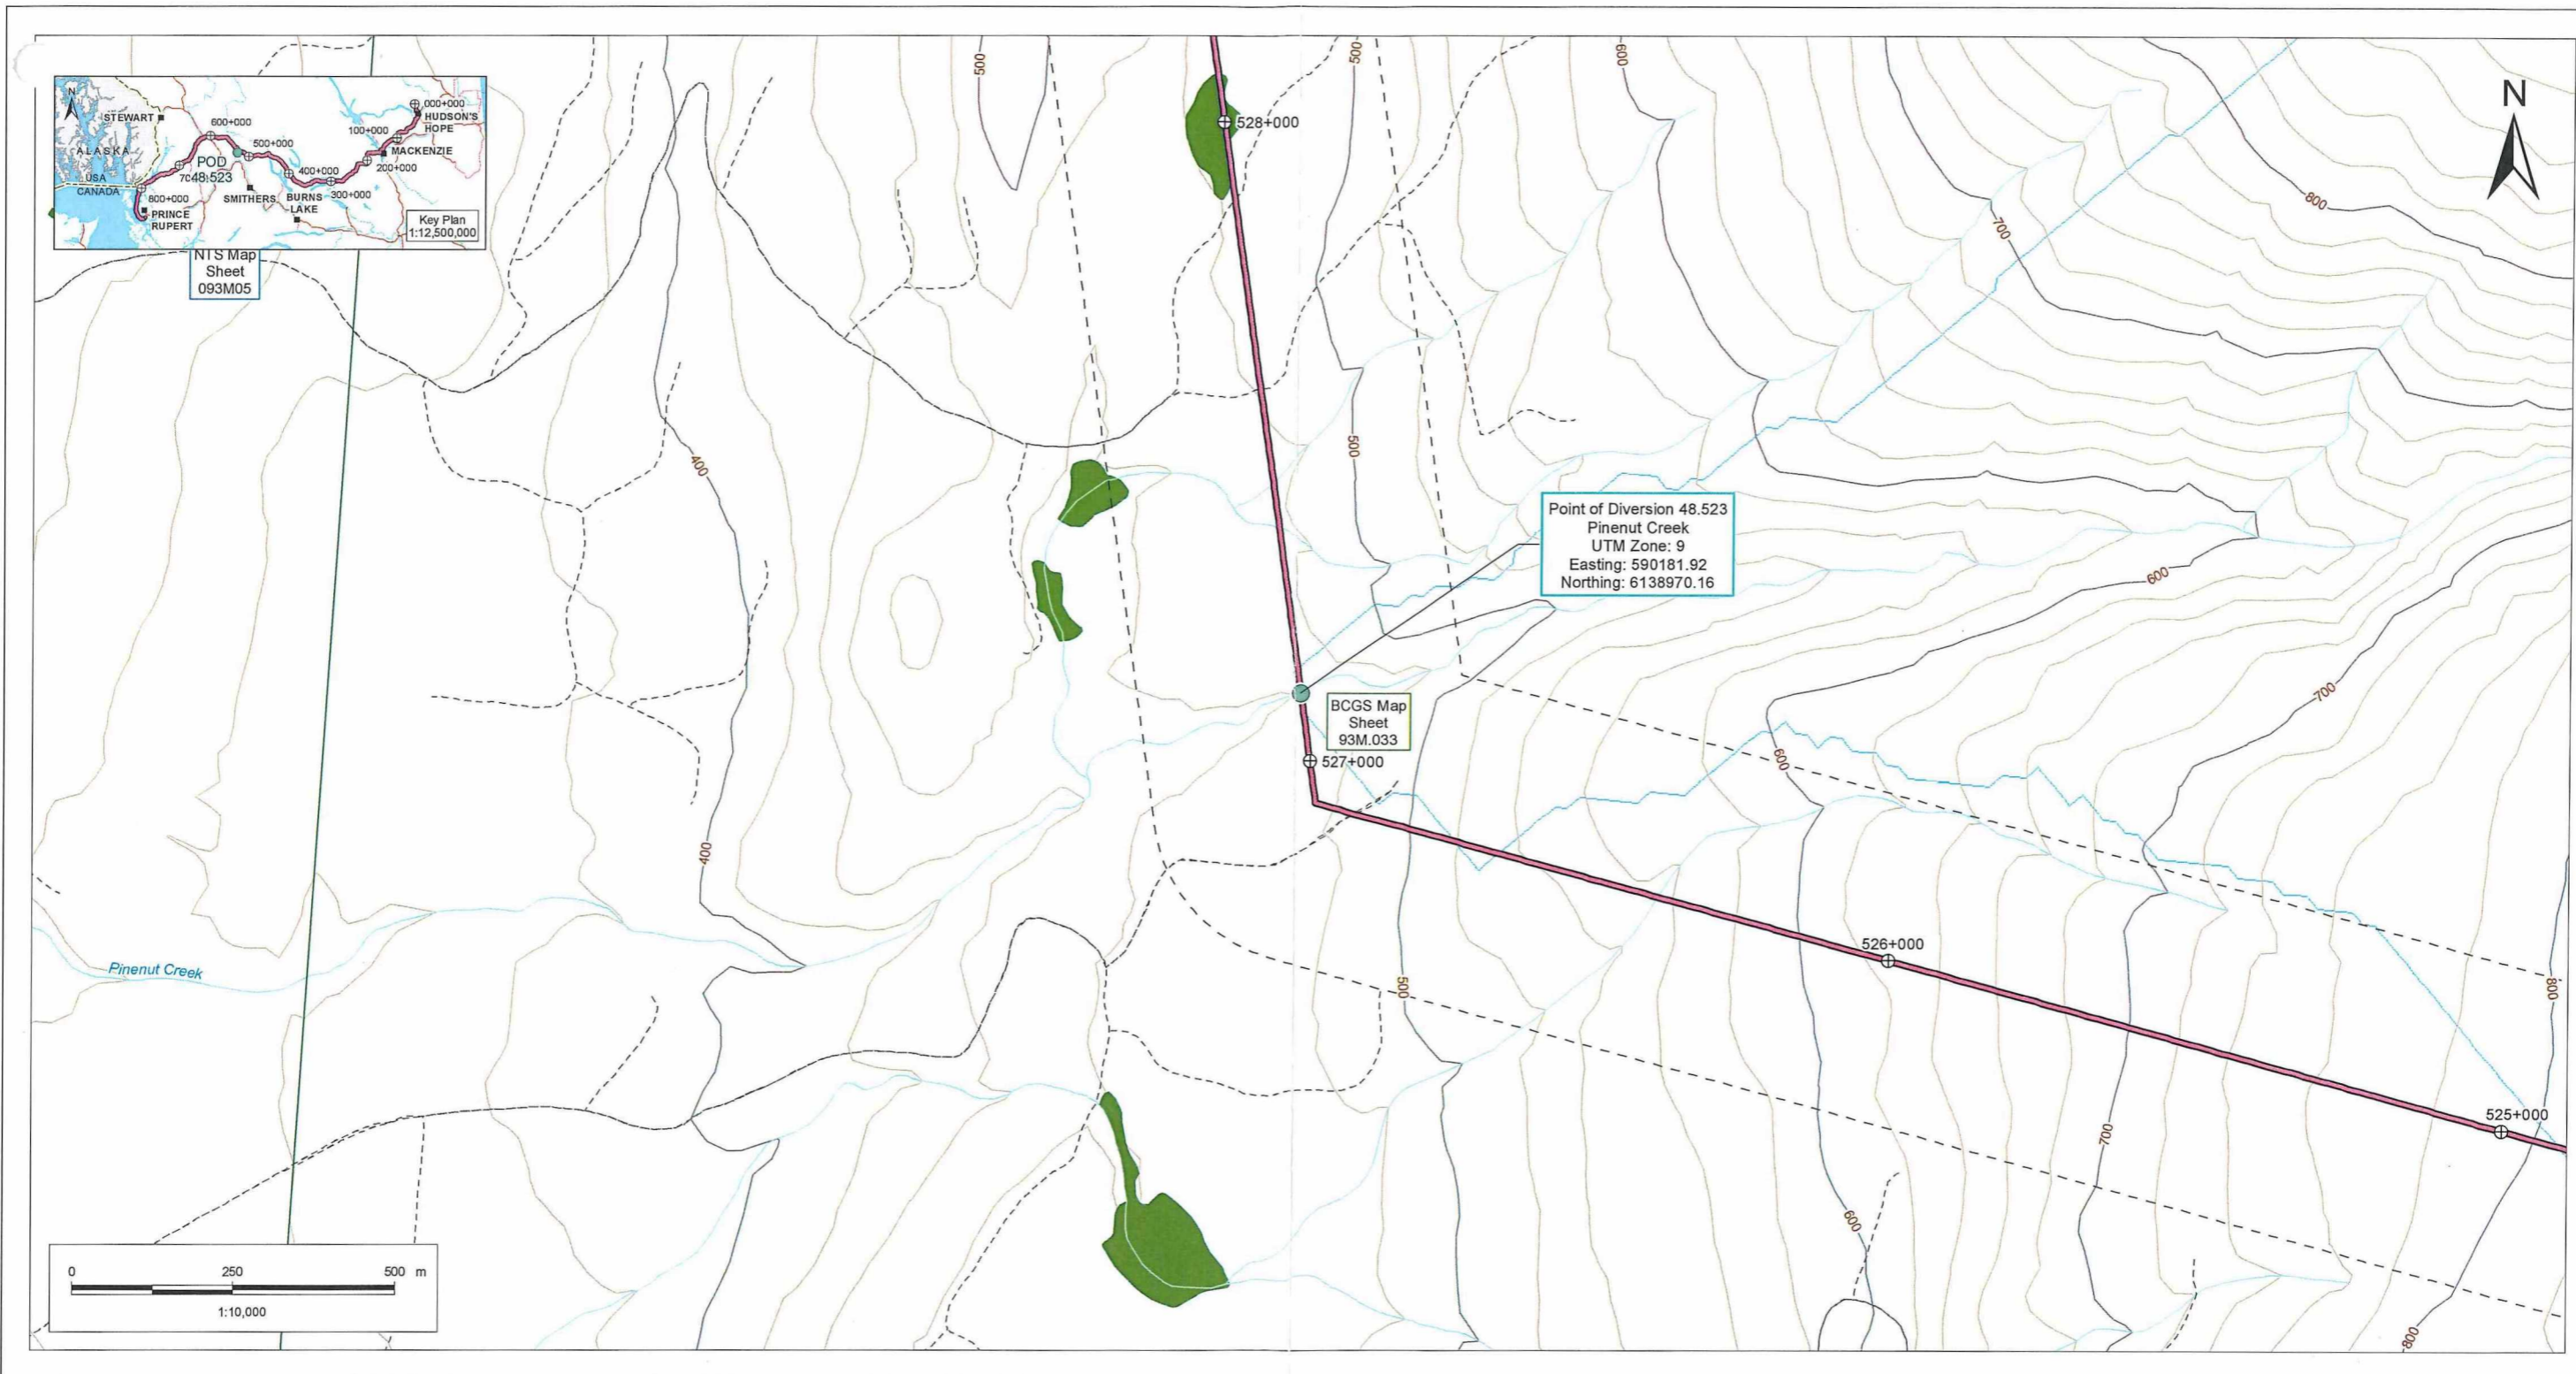 N
STEWART
ALASKA
USA
CANADA
600+000
POD
48.523
500+000
SMITHERS
BURNS
LAKE
400+000
300+000
200+000
100+000
000+000
HUDSON'S
HOPE
MACKENZIE
800+000
PRINCE
RUPERT
Key Plan
1:12,500,000
NTS Map
Sheet
093M05
500
500
600
700
800
N
528+000
400
500
Point of Diversion 48.523
Pinenut Creek
UTM Zone: 9
Easting: 590181.92
Northing: 6138970.16
600
700
BCGS Map
Sheet
93M.033
527+000
600
400
Pinenut Creek
526+000
500
800
525+000
700
600
800
0 250 500 m
1:10,000